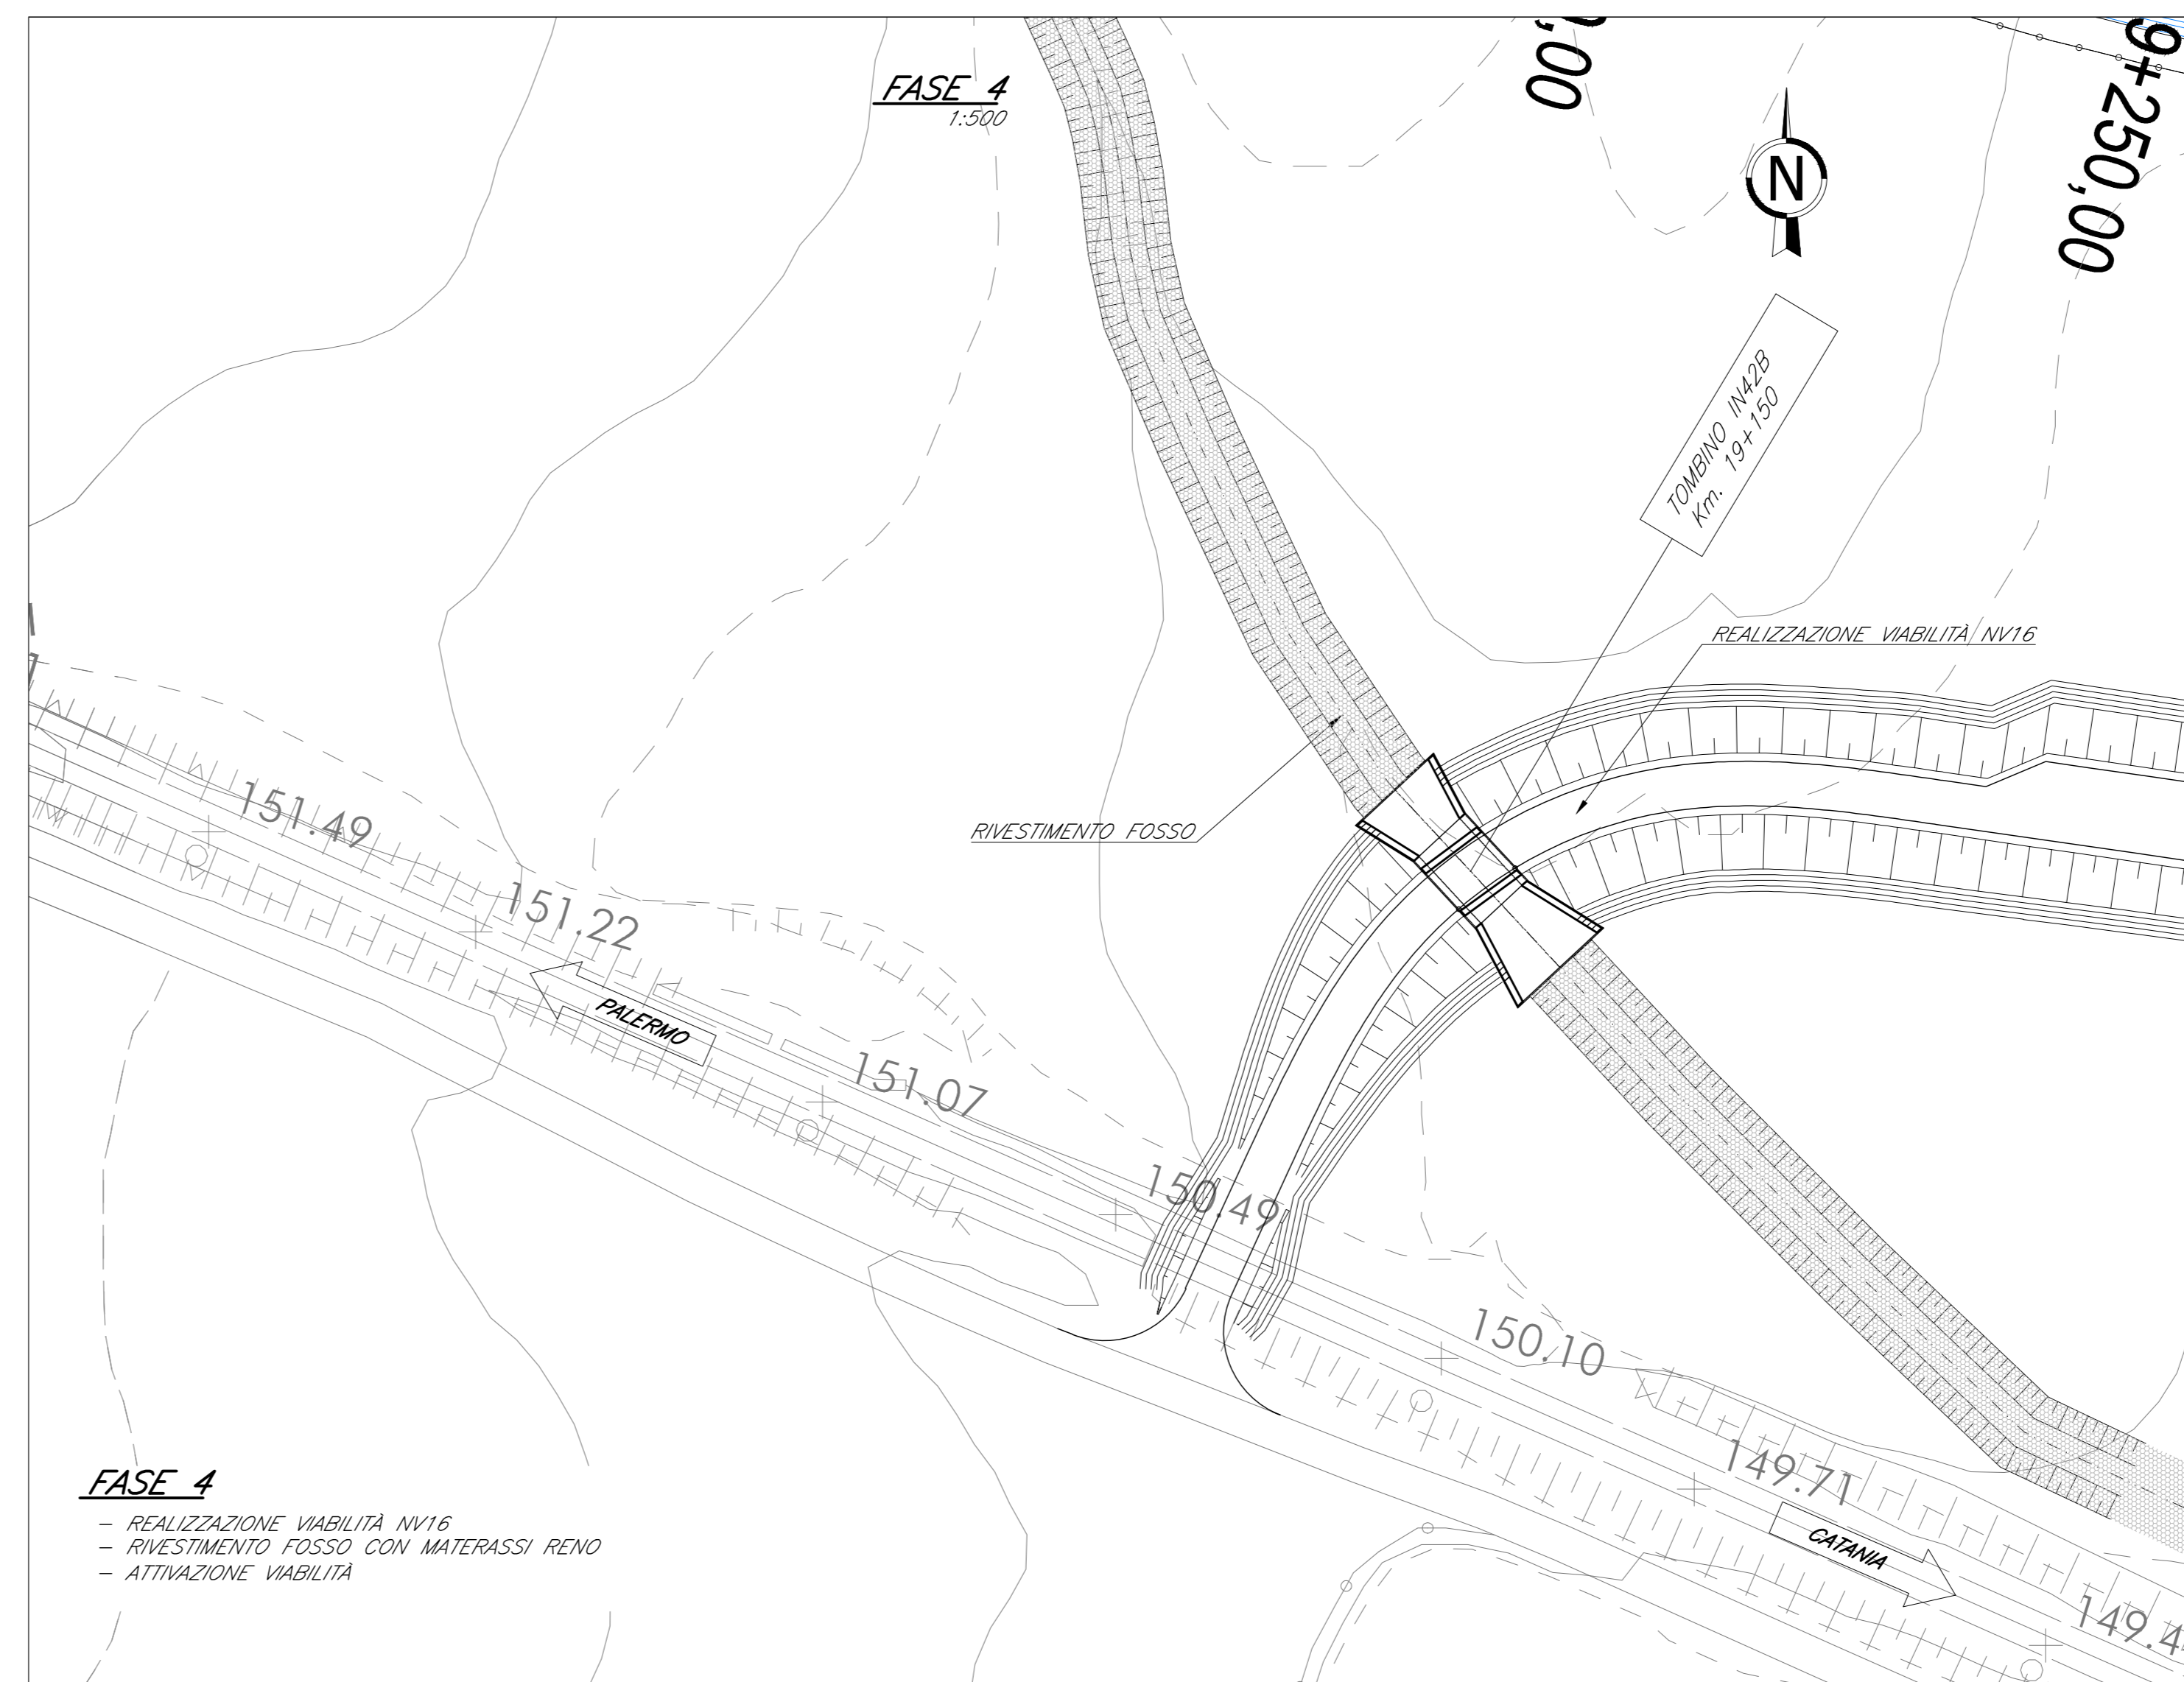 FASE 4
1:500
,00
9+250,00
N
TOMBINO IN42B
Km. 19+150
REALIZZAZIONE VIABILITÀ NV16
RIVESTIMENTO FOSSO
151.49
151.22
PALERMO
151.07
150.49
150.10
149.71
CATANIA
149.4
FASE 4
- REALIZZAZIONE VIABILITÀ NV16
- RIVESTIMENTO FOSSO CON MATERASSI RENO
- ATTIVAZIONE VIABILITÀ